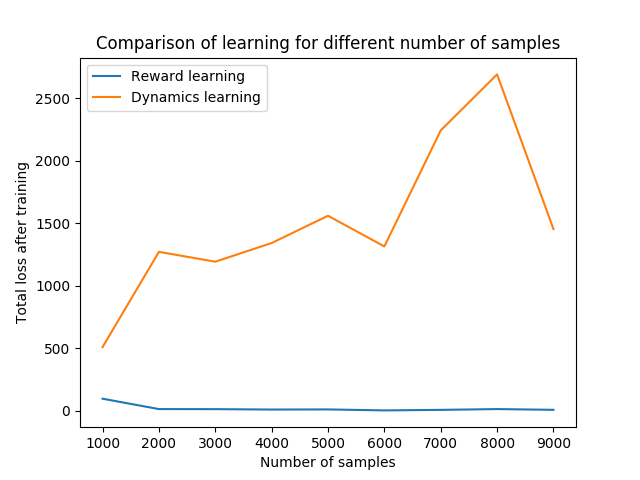 Comparison of learning for different number of samples
Reward learning
Dynamics learning
Total loss after training
2500
2000
1500
1000
500
0
1000 2000 3000 4000 5000 6000 7000 8000 9000
Number of samples